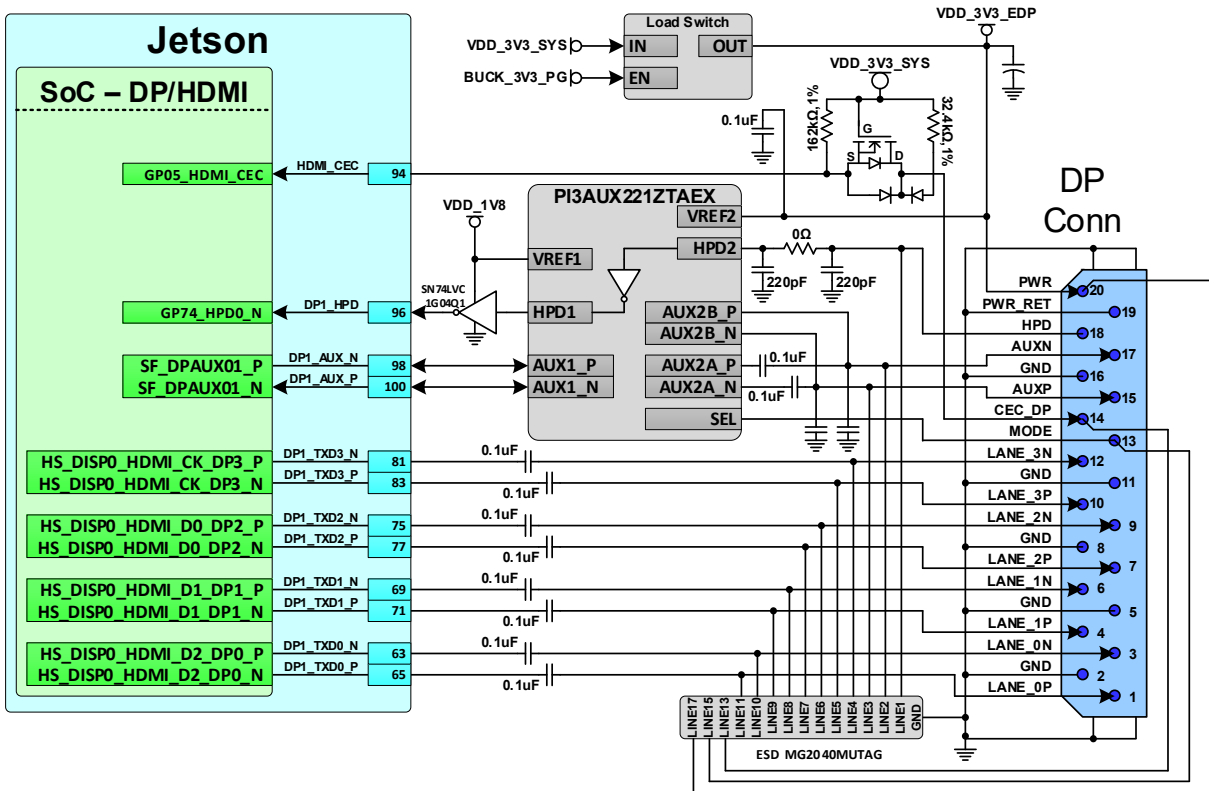 Jetson
SoC – DP/HDMI
Load Switch
VDD_3V3_SYS
IN
OUT
BUCK_3V3_PG
EN
VDD_3V3_EDP
VDD_3V3_SYS
162kΩ,1%
32.4kΩ,1%
G
S
D
0.1uF
GP05_HDMI_CEC
HDMI_CEC
94
PI3AUX221ZTAEX
VREF2
VDD_1V8
VREF1
HPD2
0Ω
220pF
220pF
SN74LVC
1G04Q1
HPD1
GP74_HPD0_N
DP1_HPD
96
AUX2B_P
AUX2B_N
SF_DPAUX01_P
DP1_AUX_N
98
AUX1_P
AUX2A_P
0.1uF
SF_DPAUX01_N
DP1_AUX_P
100
AUX1_N
AUX2A_N
0.1uF
SEL
HS_DISP0_HDMI_CK_DP3_P
DP1_TXD3_N
81
0.1uF
HS_DISP0_HDMI_CK_DP3_N
DP1_TXD3_P
83
0.1uF
HS_DISP0_HDMI_D0_DP2_P
DP1_TXD2_N
75
0.1uF
HS_DISP0_HDMI_D0_DP2_N
DP1_TXD2_P
77
0.1uF
HS_DISP0_HDMI_D1_DP1_P
DP1_TXD1_N
69
0.1uF
HS_DISP0_HDMI_D1_DP1_N
DP1_TXD1_P
71
0.1uF
HS_DISP0_HDMI_D2_DP0_P
DP1_TXD0_N
63
0.1uF
HS_DISP0_HDMI_D2_DP0_N
DP1_TXD0_P
65
0.1uF
DP
Conn
PWR
20
PWR_RET
19
HPD
18
AUXN
17
GND
16
AUXP
15
CEC_DP
14
MODE
13
LANE_3N
12
GND
11
LANE_3P
10
LANE_2N
9
GND
8
LANE_2P
7
LANE_1N
6
GND
5
LANE_1P
4
LANE_0N
3
GND
2
LANE_0P
1
LINE17
LINE15
LINE13
LINE11
LINE10
LINE9
LINE8
LINE7
LINE6
LINE5
LINE4
LINE3
LINE2
LINE1
GND
ESD MG2040MUTAG